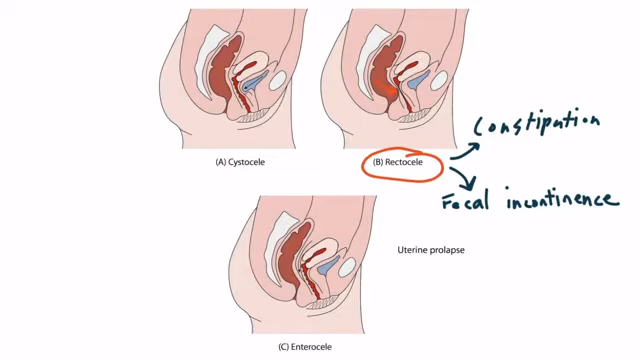 (A) Cystocele
(B) Rectocele
Constipation
Fecal incontinence
Uterine prolapse
(C) Enterocele